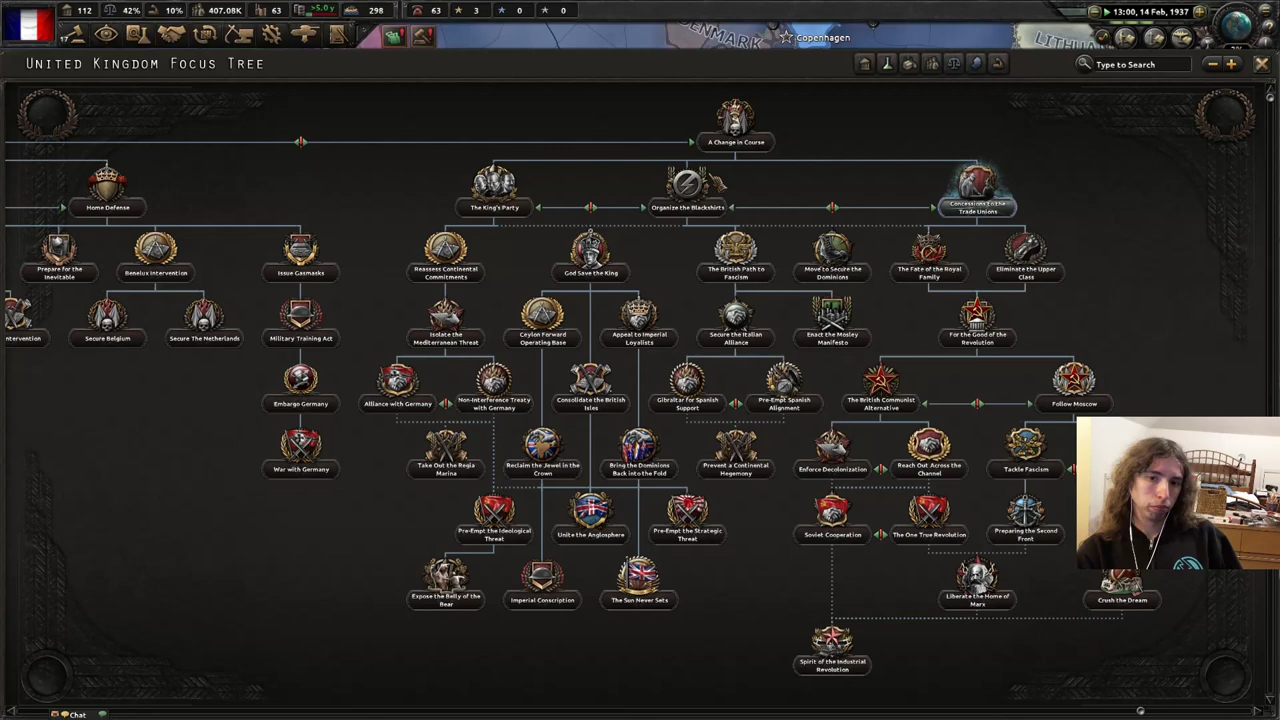 112
42%
10%
407.08K
63
>5.0 y
298
63
3
0
0
13:00, 14 Feb, 1937
17
DENMARK
Copenhagen
LITHU
United Kingdom Focus Tree
Type to Search
A Change in Course
Home Defense
The King's Party
Organize the Blackshirts
Concessions to the
Trade Unions
Prepare for the
Inevitable
Benelux Intervention
Issue Gasmasks
Reassess Continental
Commitments
God Save the King
The British Path to
Fascism
Move to Secure the
Dominions
The Fate of the Royal
Family
Eliminate the Upper
Class
ntervention
Secure Belgium
Secure The Netherlands
Military Training Act
Isolate the
Mediterranean Threat
Ceylon Forward
Operating Base
Appeal to Imperial
Loyalists
Secure the Italian
Alliance
Enact the Mosley
Manifesto
For the Good of the
Revolution
Embargo Germany
Alliance with Germany
Non-Interference Treaty
with Germany
Consolidate the British
Isles
Gibraltar for Spanish
Support
Pre-Empt Spanish
Alignment
The British Communist
Alternative
Follow Moscow
War with Germany
Take Out the Regia
Marina
Reclaim the Jewel in the
Crown
Bring the Dominions
Back into the Fold
Prevent a Continental
Hegemony
Enforce Decolonization
Reach Out Across the
Channel
Tackle Fascism
Pre-Empt the Ideological
Threat
Unite the Anglosphere
Pre-Empt the Strategic
Threat
Soviet Cooperation
The One True Revolution
Preparing the Second
Front
Expose the Belly of the
Bear
Imperial Conscription
The Sun Never Sets
Liberate the Home of
Marx
Crush the Dream
Spirit of the Industrial
Revolution
Chat